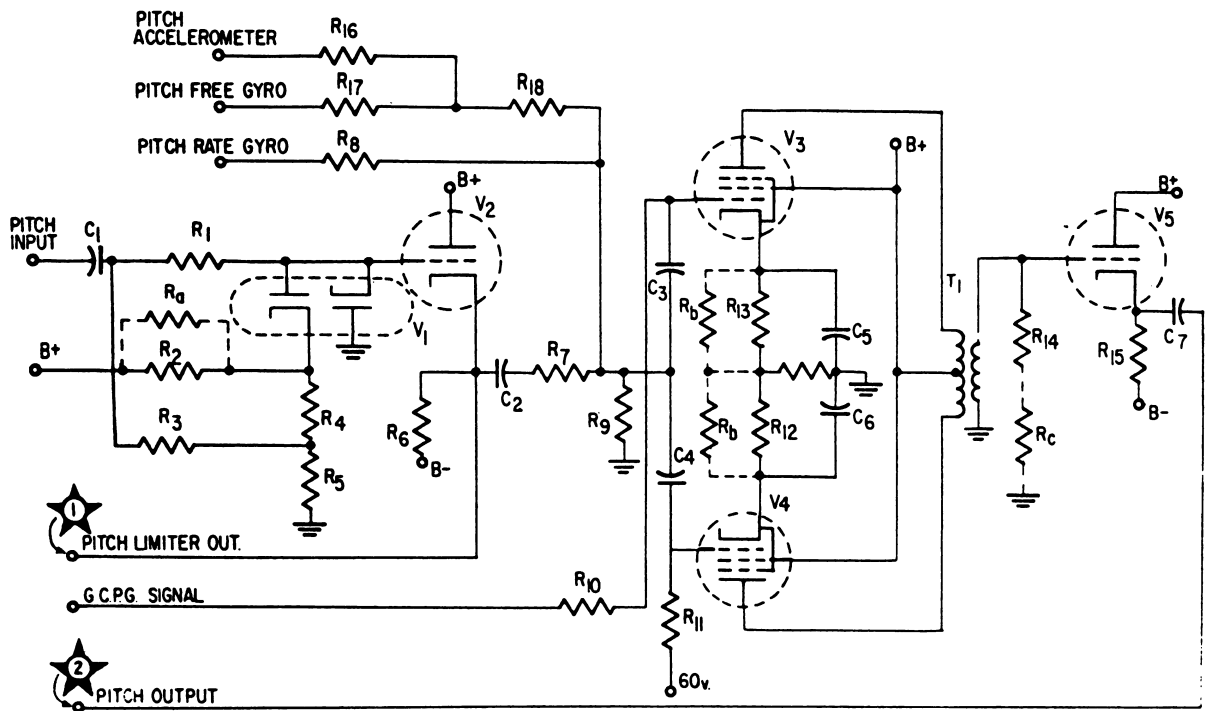 PITCH
ACCELEROMETER
R16
PITCH FREE GYRO
R17
R18
PITCH RATE GYRO
R8
V3
B+
B+
V2
B+
V5
PITCH
INPUT
C1
R1
C3
Rb
R13
C5
T1
Ra
V1
R14
R15
C7
B+
R2
C2
R7
R3
R4
R6
R9
C4
Rb
R12
C6
B-
Rc
B-
R5
V4
1
PITCH LIMITER OUT.
G.C.P.G. SIGNAL
R10
R11
2
PITCH OUTPUT
60v.